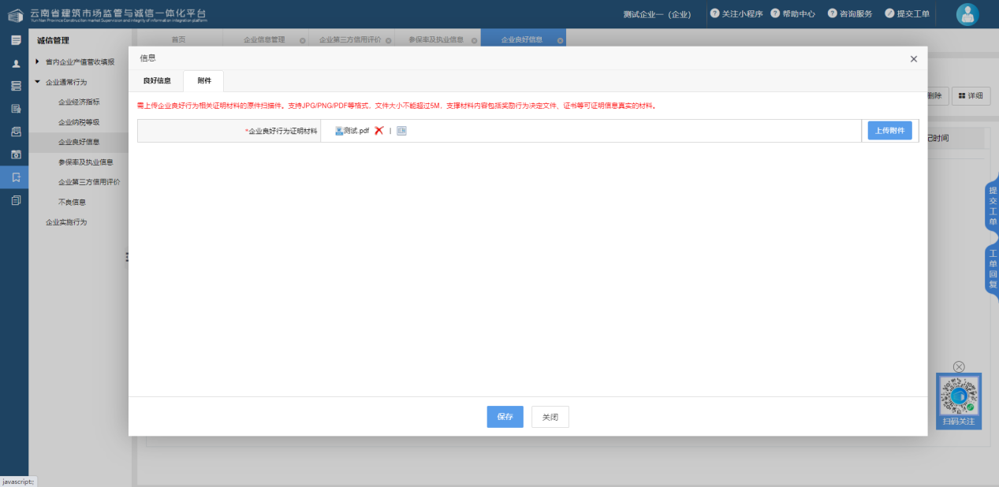 云南省建筑市场监管与诚信一体化平台
Yun Nan Province Construction market Supervision and integrity of information integration platform
测试企业一（企业）
关注小程序
帮助中心
咨询服务
提交工单
诚信管理
首页
企业信息管理
企业第三方信用评价
参保率及执业信息
企业良好信息
省内企业产值营收填报
企业通常行为
企业经济指标
企业纳税等级
企业良好信息
参保率及执业信息
企业第三方信用评价
不良信息
企业实施行为
信息
良好信息
附件
需上传企业良好行为相关证明材料的原件扫描件。支持JPG/PNG/PDF等格式，文件大小不能超过5M，支撑材料内容包括奖励行为决定文件、证书等可证明信息真实的材料。
*企业良好行为证明材料
测试.pdf
|
上传附件
删除
详细
记时间
提交工单
工单回复
保存
关闭
扫码关注
javascript:;